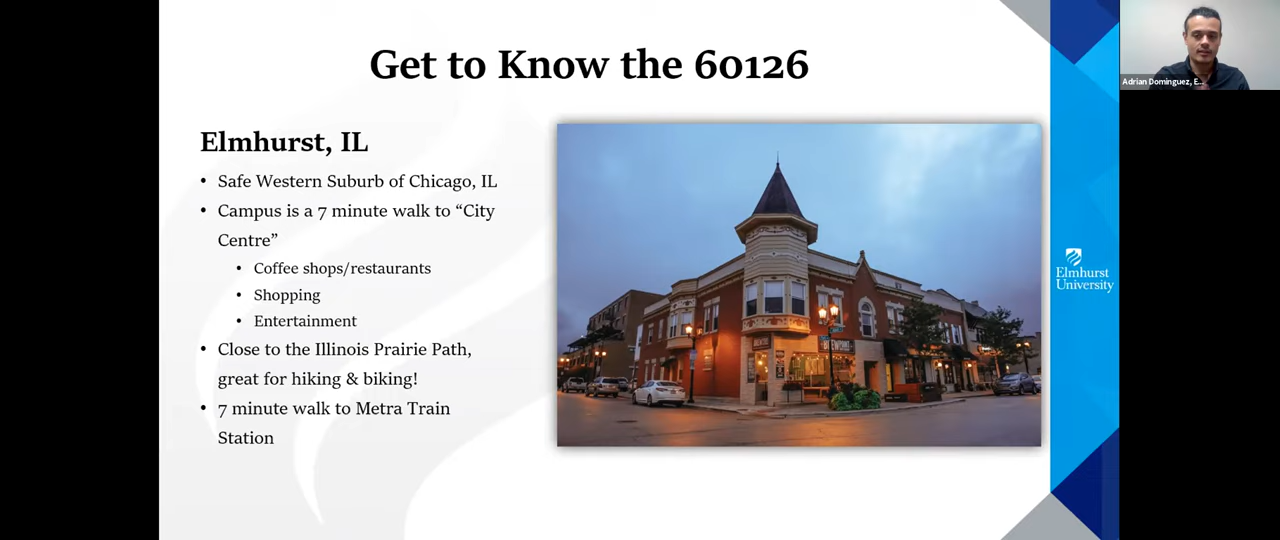 Get to Know the 60126
Elmhurst, IL
• Safe Western Suburb of Chicago, IL
• Campus is a 7 minute walk to “City
Centre”
• Coffee shops/restaurants
• Shopping
• Entertainment
• Close to the Illinois Prairie Path,
great for hiking & biking!
• 7 minute walk to Metra Train
Station
Elmhurst
University
Adrian Dominguez, E...